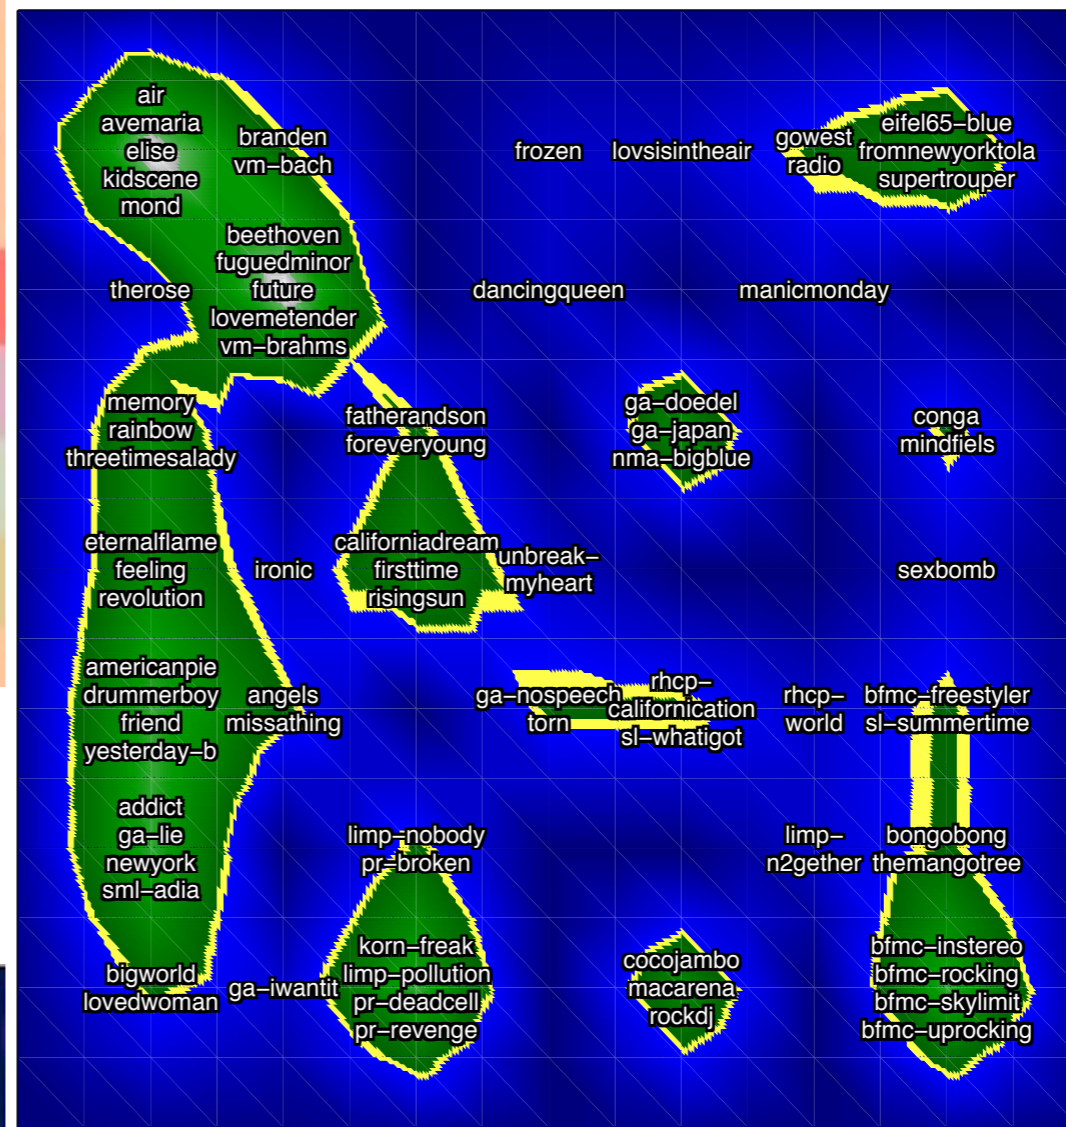 air
avemaria
elise
kidscene
mond
branden
vm-bach
frozen
lovsisintheair
gowest
radio
eifel65-blue
fromnewyorktola
supertrouper
therose
beethoven
fuguedminor
future
lovemetender
vm-brahms
dancingqueen
manicmonday
memory
rainbow
threetimesalady
fatherandson
foreveryoung
ga-doedel
ga-japan
nma-bigblue
conga
mindfiels
eternalflame
feeling
revolution
ironic
californiadream
firsttime
risingsun
unbreak-
myheart
sexbomb
americanpie
drummerboy
friend
yesterday-b
angels
missathing
ga-nospeech
torn
rhcp-
californication
sl-whatigot
rhcp-
world
bfmc-freestyler
sl-summertime
addict
ga-lie
newyork
sml-adia
limp-nobody
pr-broken
limp-
n2gether
bongobong
themangotree
bigworld
lovedwoman
ga-iwantit
korn-freak
limp-pollution
pr-deadcell
pr-revenge
cocojambo
macarena
rockdj
bfmc-instereo
bfmc-rocking
bfmc-skylimit
bfmc-uprocking